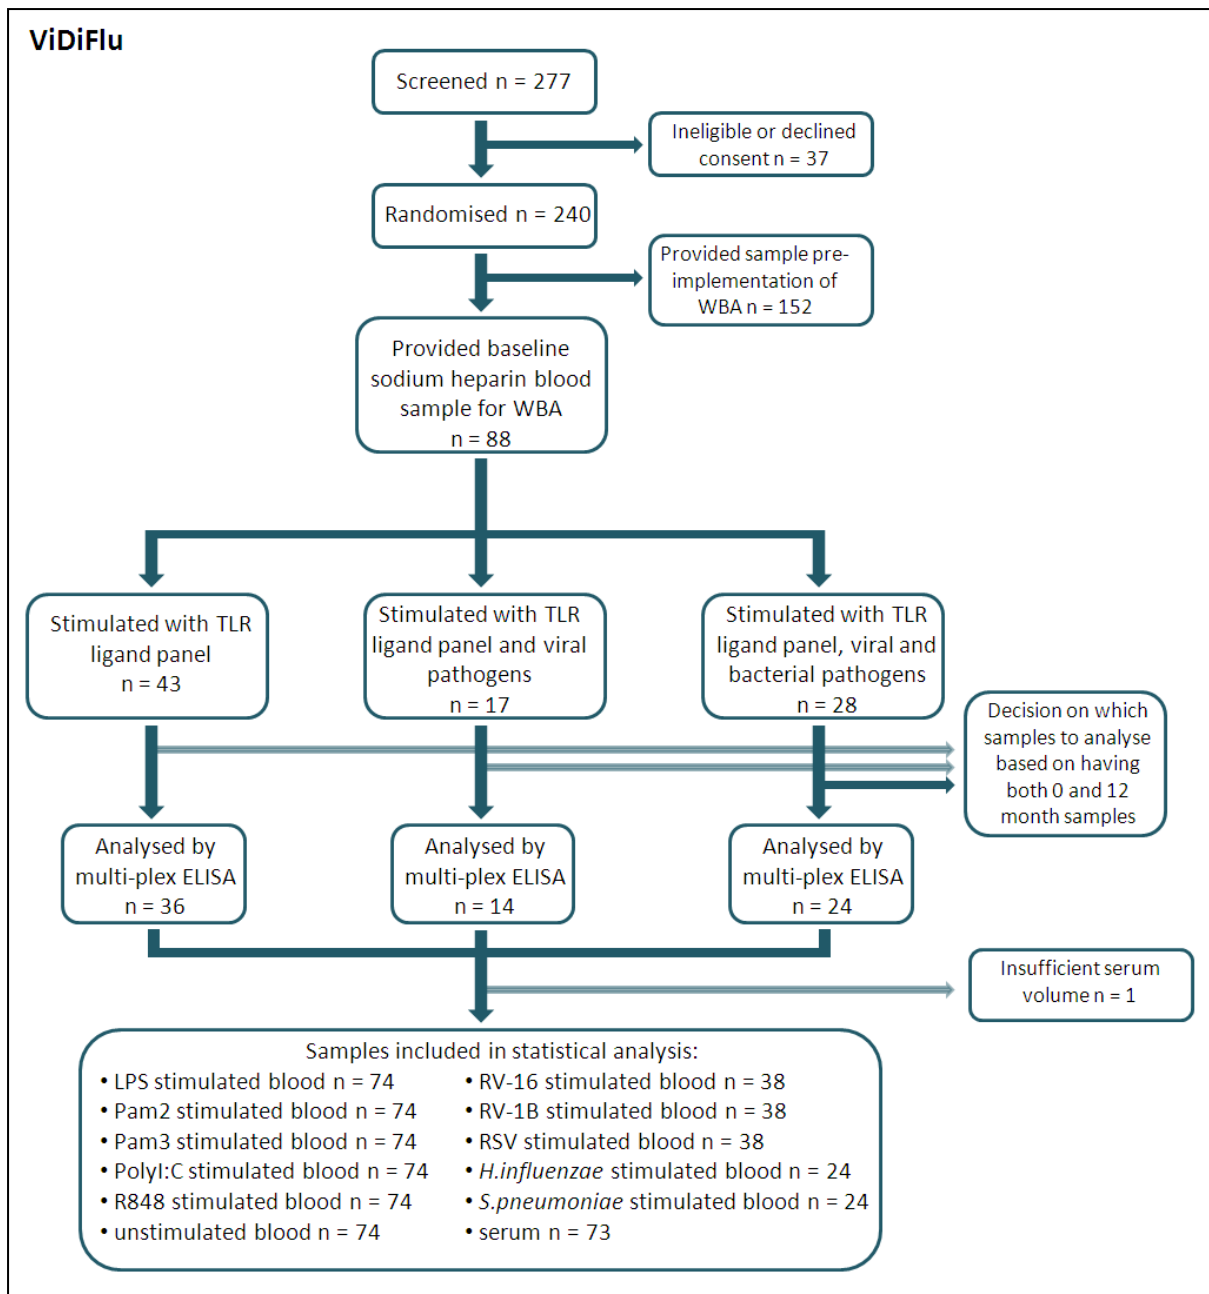 ViDiFlu
Screened n = 277
Ineligible or declined
consent n = 37
Randomised n = 240
Provided sample pre-
implementation of
WBA n = 152
Provided baseline
sodium heparin blood
sample for WBA
n = 88
Stimulated with TLR
ligand panel
n = 43
Stimulated with TLR
ligand panel and viral
pathogens
n = 17
Stimulated with TLR
ligand panel, viral and
bacterial pathogens
n = 28
Decision on which
samples to analyse
based on having
both 0 and 12
month samples
Analysed by
multi-plex ELISA
n = 36
Analysed by
multi-plex ELISA
n = 14
Analysed by
multi-plex ELISA
n = 24
Insufficient serum
volume n = 1
Samples included in statistical analysis:
• LPS stimulated blood n = 74
• Pam2 stimulated blood n = 74
• Pam3 stimulated blood n = 74
• PolyI:C stimulated blood n = 74
• R848 stimulated blood n = 74
• unstimulated blood n = 74
• RV-16 stimulated blood n = 38
• RV-1B stimulated blood n = 38
• RSV stimulated blood n = 38
• H.influenzae stimulated blood n = 24
• S.pneumoniae stimulated blood n = 24
• serum n = 73